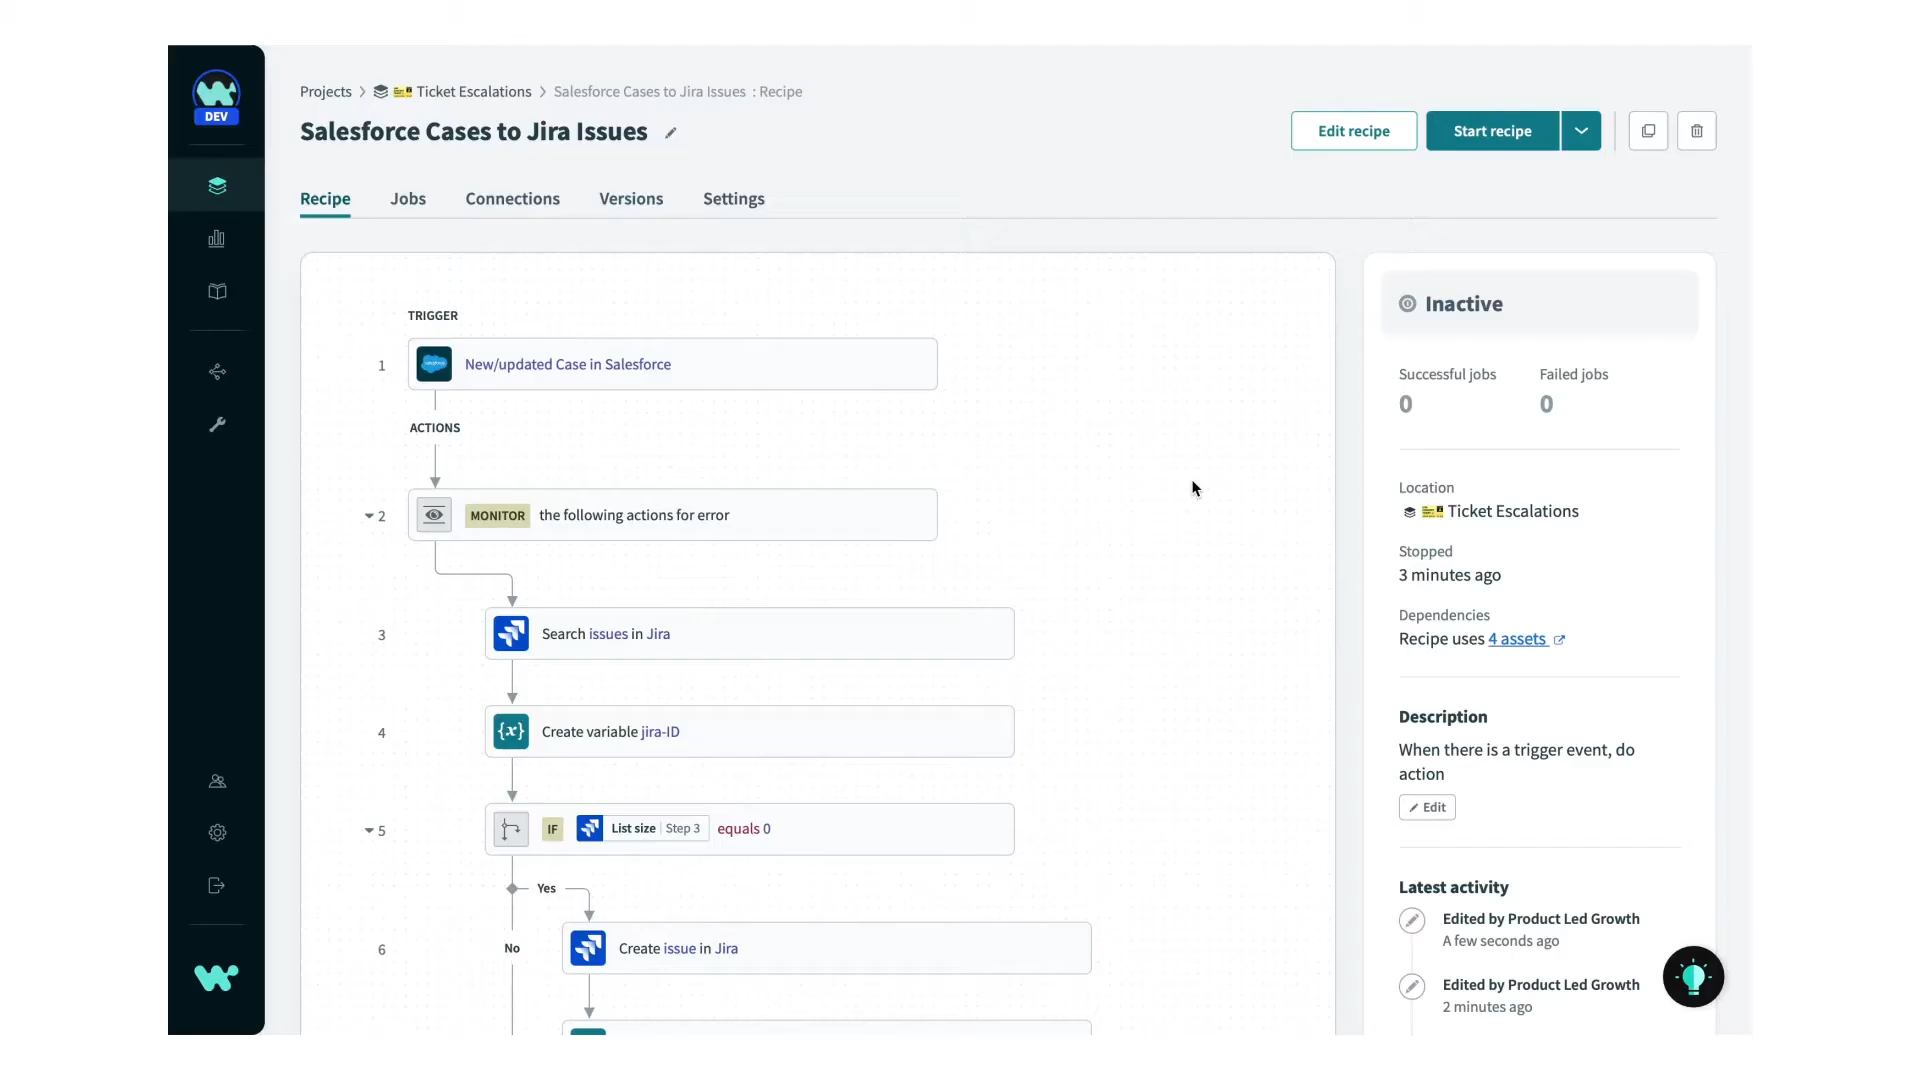 DEV
Projects > Ticket Escalations > Salesforce Cases to Jira Issues : Recipe
Salesforce Cases to Jira Issues
Edit recipe
Start recipe
Recipe
Jobs
Connections
Versions
Settings
TRIGGER
1
New/updated Case in Salesforce
ACTIONS
2
MONITOR the following actions for error
3
Search issues in Jira
4
{x}
Create variable jira-ID
5
IF List size | Step 3 equals 0
Yes
No
6
Create issue in Jira
Inactive
Successful jobs
0
Failed jobs
0
Location
Ticket Escalations
Stopped
3 minutes ago
Dependencies
Recipe uses 4 assets
Description
When there is a trigger event, do
action
Edit
Latest activity
Edited by Product Led Growth
A few seconds ago
Edited by Product Led Growth
2 minutes ago